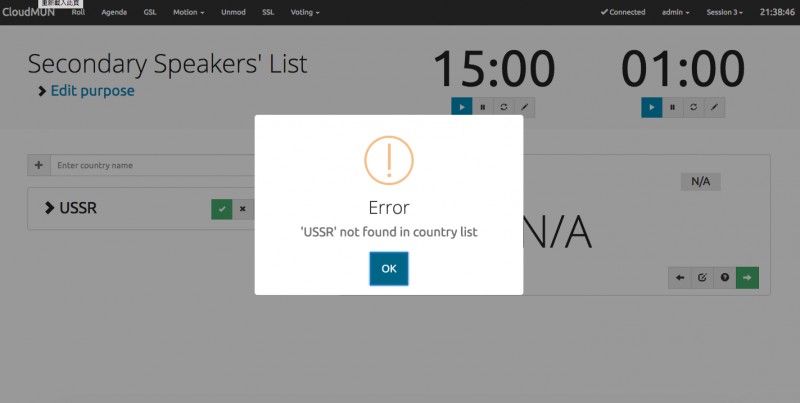 重新載入此頁
CloudMUN Roll Agenda GSL Motion Unmod SSL Voting Connected admin Session 3 21:38:46
Secondary Speakers' List
Edit purpose
15:00 01:00
Enter country name
USSR
N/A
N/A
Error
'USSR' not found in country list
OK